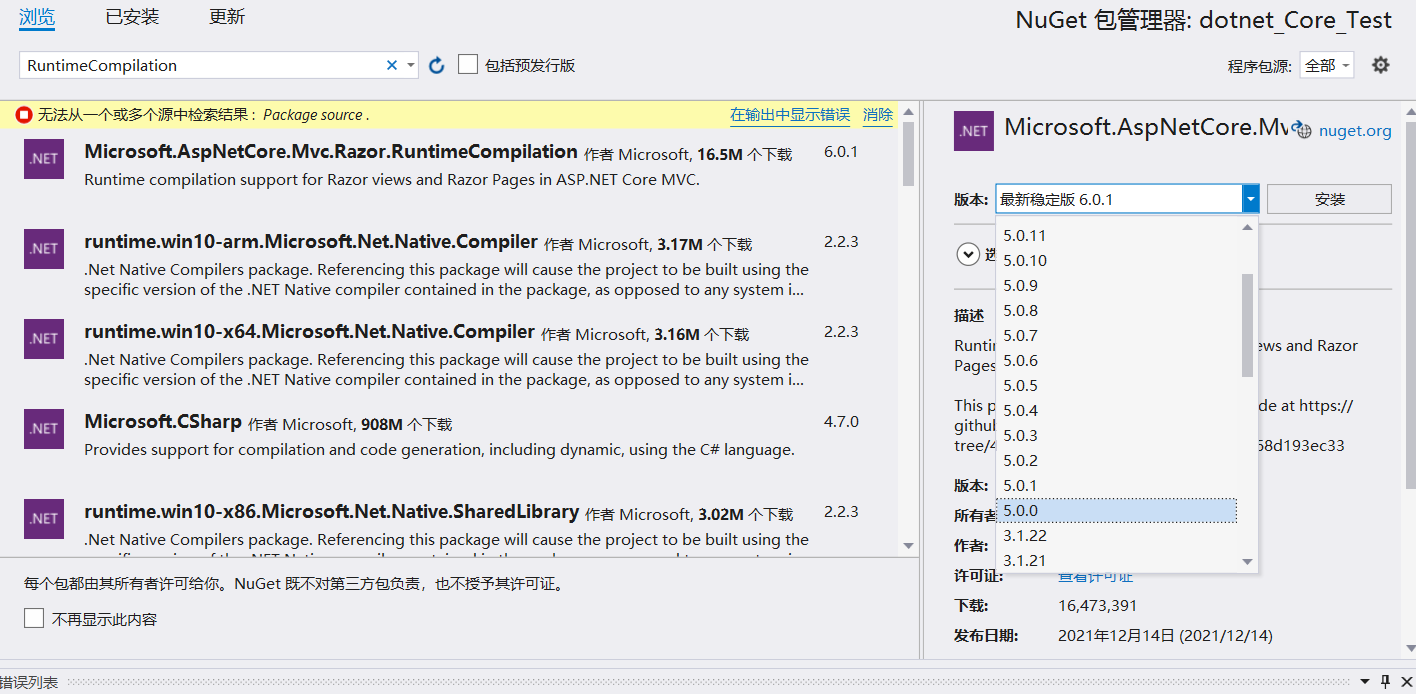 浏览 已安装 更新
NuGet 包管理器: dotnet_Core_Test
RuntimeCompilation
包括预发行版
程序包源: 全部
无法从一个或多个源中检索结果： Package source .
在输出中显示错误 消除
.NET
Microsoft.AspNetCore.Mvc.Razor.RuntimeCompilation 作者 Microsoft, 16.5M 个下载 6.0.1
Runtime compilation support for Razor views and Razor Pages in ASP.NET Core MVC.
.NET
runtime.win10-arm.Microsoft.Net.Native.Compiler 作者 Microsoft, 3.17M 个下载 2.2.3
.Net Native Compilers package. Referencing this package will cause the project to be built using the
specific version of the .NET Native compiler contained in the package, as opposed to any system i...
.NET
runtime.win10-x64.Microsoft.Net.Native.Compiler 作者 Microsoft, 3.16M 个下载 2.2.3
.Net Native Compilers package. Referencing this package will cause the project to be built using the
specific version of the .NET Native compiler contained in the package, as opposed to any system i...
.NET
Microsoft.CSharp 作者 Microsoft, 908M 个下载 4.7.0
Provides support for compilation and code generation, including dynamic, using the C# language.
.NET
runtime.win10-x86.Microsoft.Net.Native.SharedLibrary 作者 Microsoft, 3.02M 个下载 2.2.3
.Net Native Compilers package. Referencing this package will cause the project to be built using the
每个包都由其所有者许可给你。NuGet 既不对第三方包负责，也不授予其许可证。
不再显示此内容
.NET
Microsoft.AspNetCore.Mv
nuget.org
版本: 最新稳定版 6.0.1
安装
5.0.11
5.0.10
5.0.9
5.0.8
5.0.7
5.0.6
5.0.5
5.0.4
5.0.3
5.0.2
5.0.1
5.0.0
3.1.22
3.1.21
描述
ws and Razor
Pages
This p
de at https://
github
tree/4
58d193ec33
版本:
所有者
作者:
许可证: 查看许可证
下载: 16,473,391
发布日期: 2021年12月14日 (2021/12/14)
错误列表